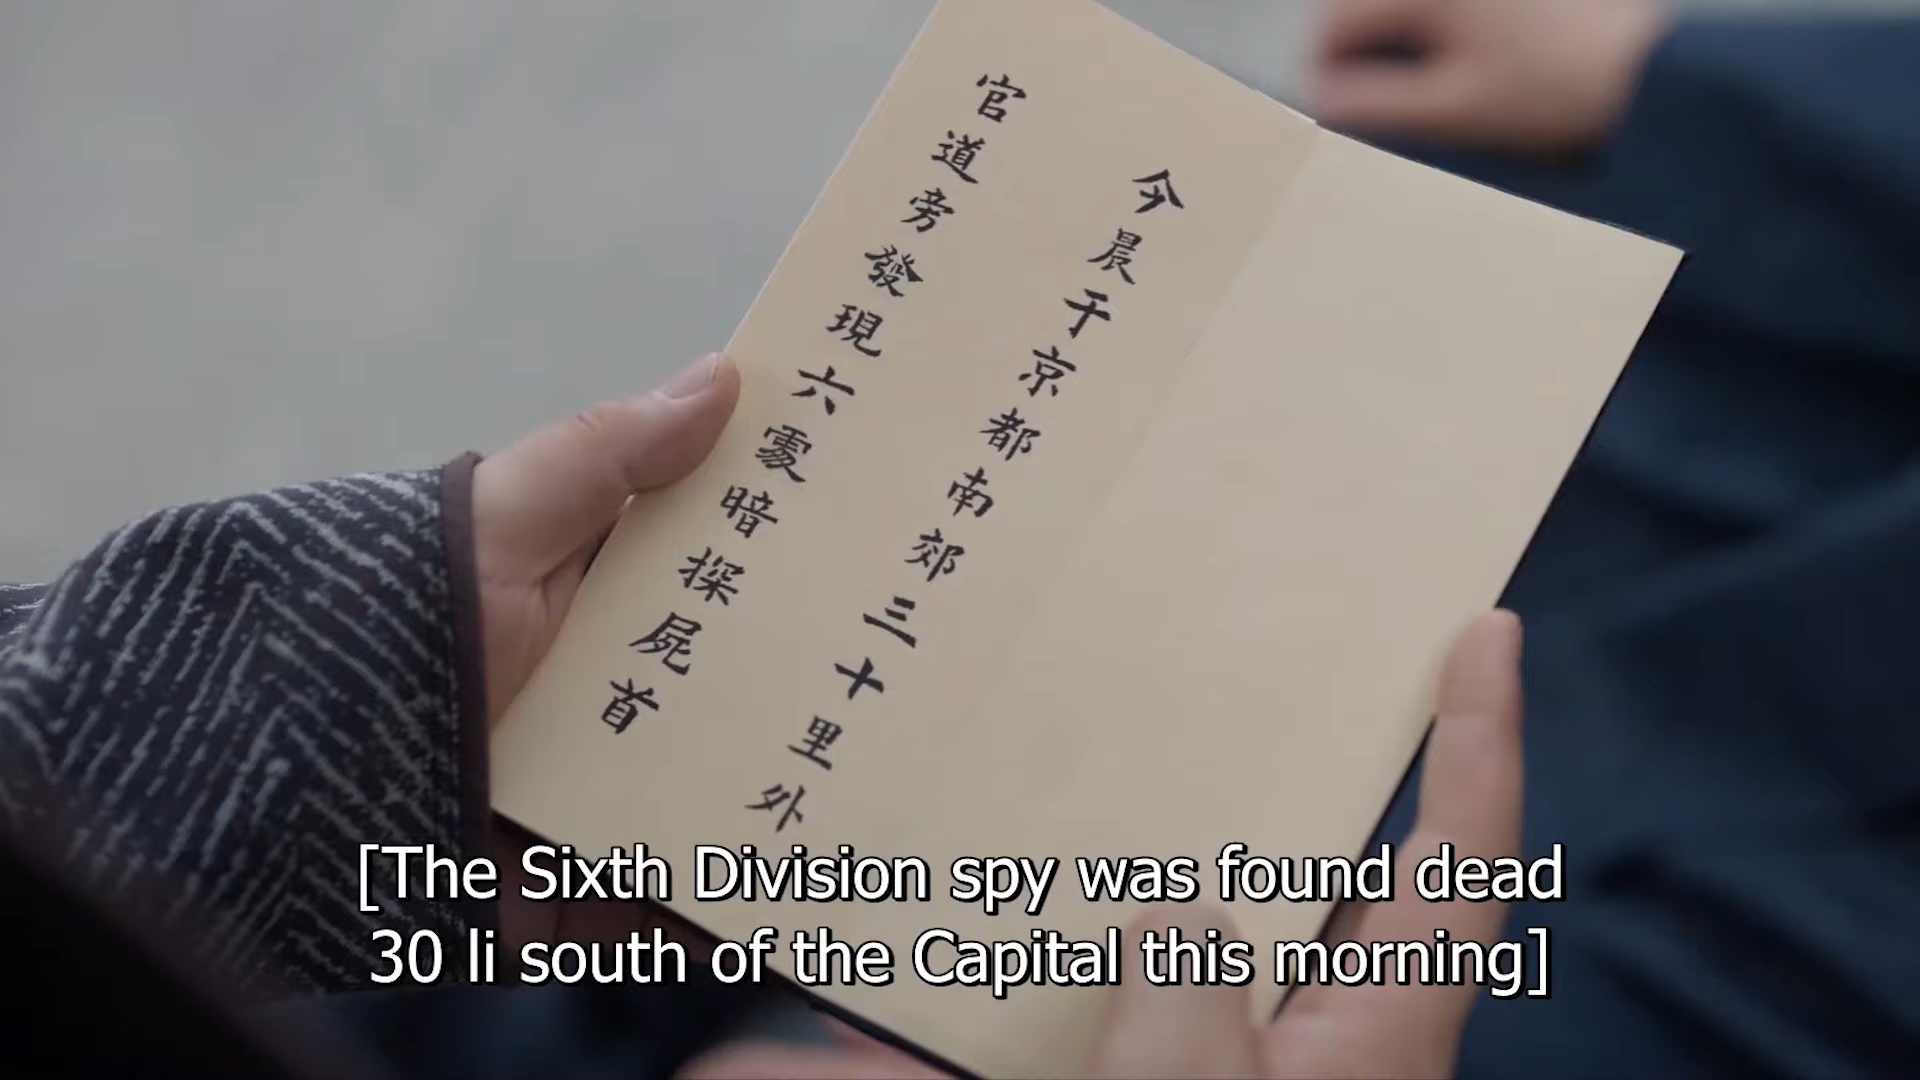 今晨于京都南郊三十里外
官道旁發現六處暗探屍首
[The Sixth Division spy was found dead
30 li south of the Capital this morning]